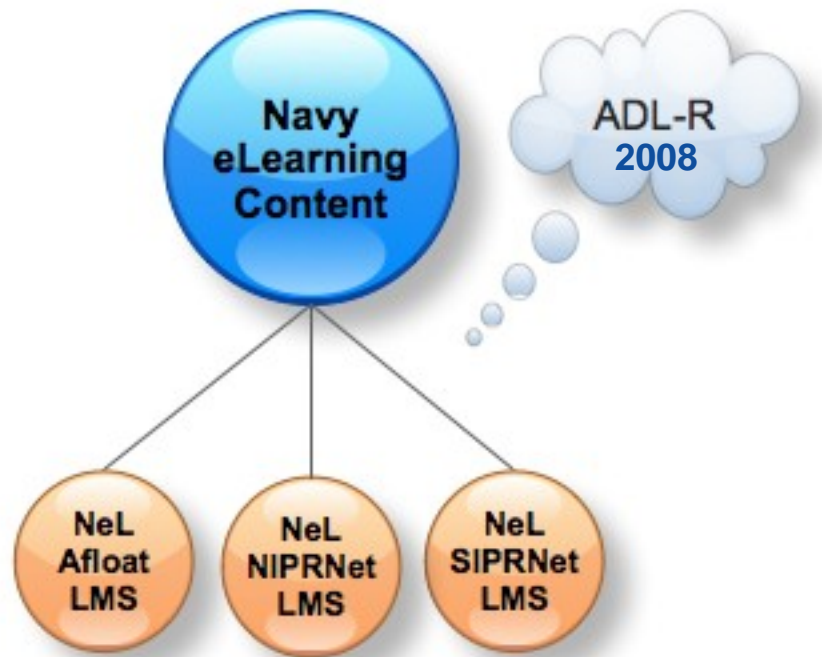 Navy
eLearning
Content
ADL-R
2008
NeL
Afloat
LMS
NeL
NIPRNet
LMS
NeL
SIPRNet
LMS